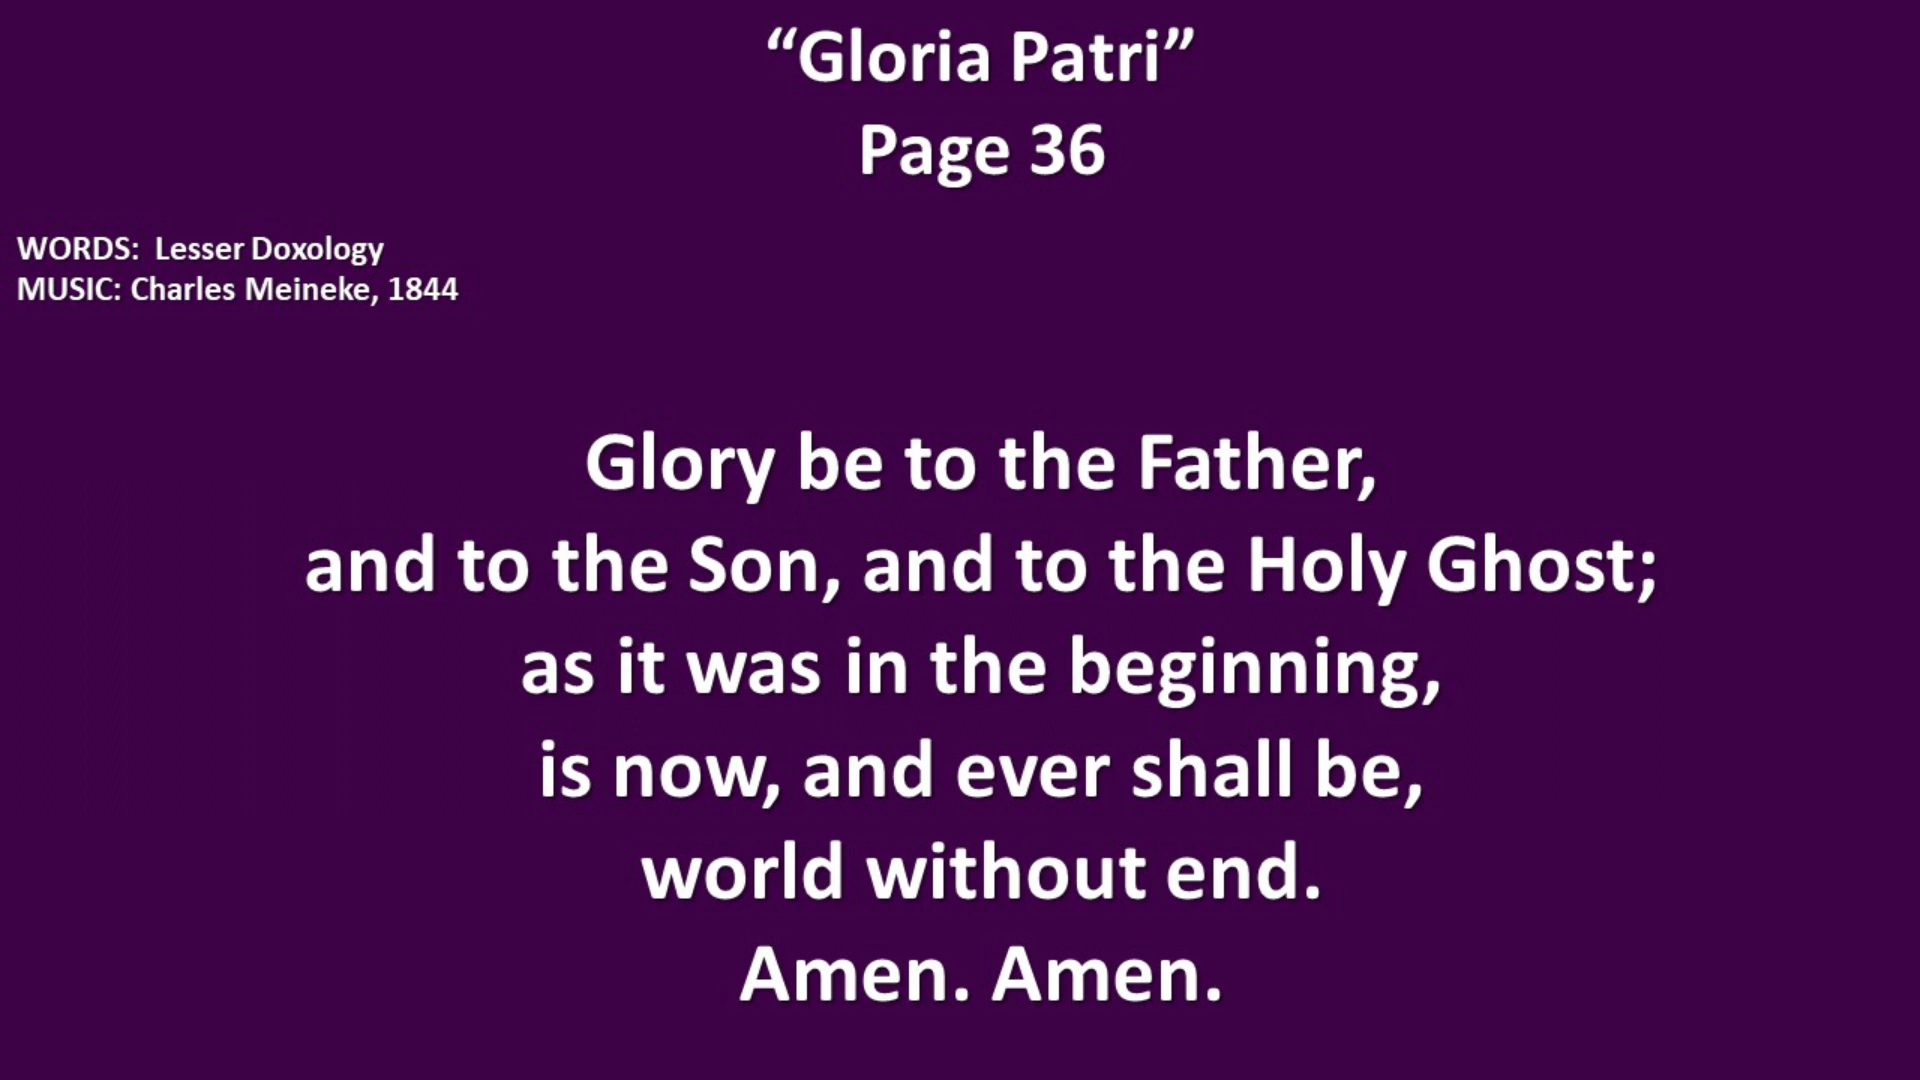 “Gloria Patri”
Page 36
WORDS:  Lesser Doxology
MUSIC: Charles Meineke, 1844
Glory be to the Father,
and to the Son, and to the Holy Ghost;
as it was in the beginning,
is now, and ever shall be,
world without end.
Amen. Amen.